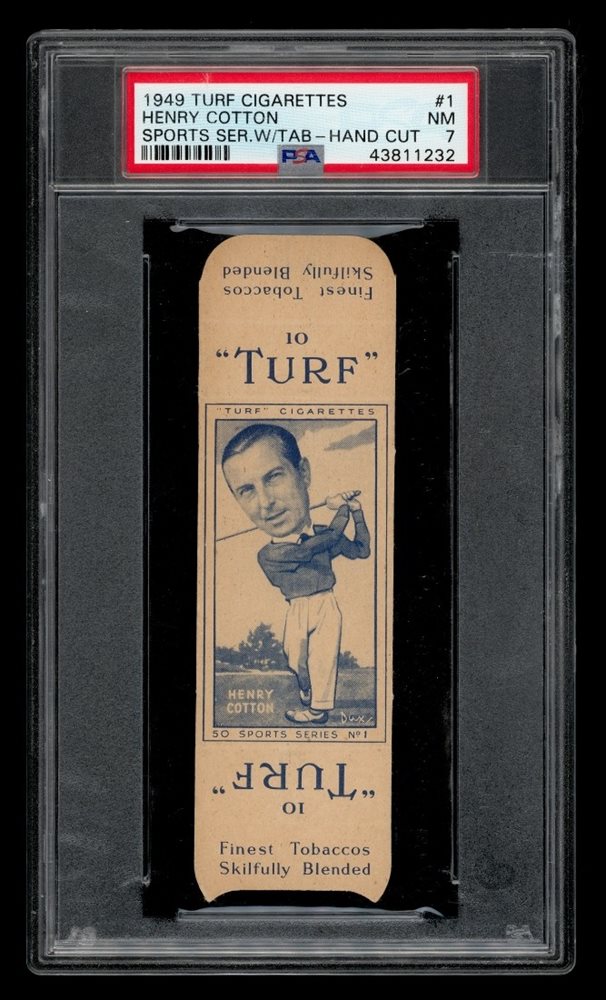 1949 TURF CIGARETTES #1
HENRY COTTON NM
SPORTS SER.W/TAB-HAND CUT 7
PSA 43811232
Finest Tobaccos
Skilfully Blended
10
"TURF"
"TURF" CIGARETTES
HENRY
COTTON
Dux
50 SPORTS SERIES Nº1
"TURF"
10
Finest Tobaccos
Skilfully Blended